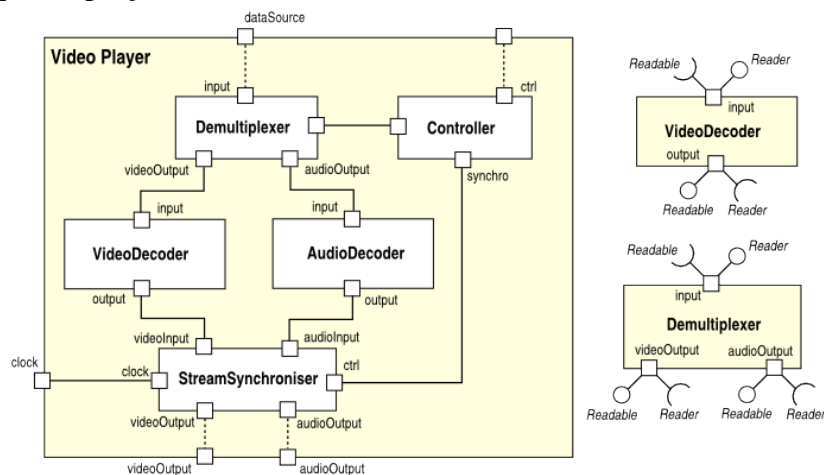 dataSource
Video Player
input
ctrl
Demultiplexer
Controller
videoOutput
audioOutput
synchro
input
input
VideoDecoder
AudioDecoder
output
output
videoInput
audioInput
clock
clock
StreamSynchroniser
ctrl
videoOutput
audioOutput
videoOutput
audioOutput
Readable
Reader
input
VideoDecoder
output
Readable
Reader
Readable
Reader
input
Demultiplexer
videoOutput
audioOutput
Readable
Reader
Readable
Reader